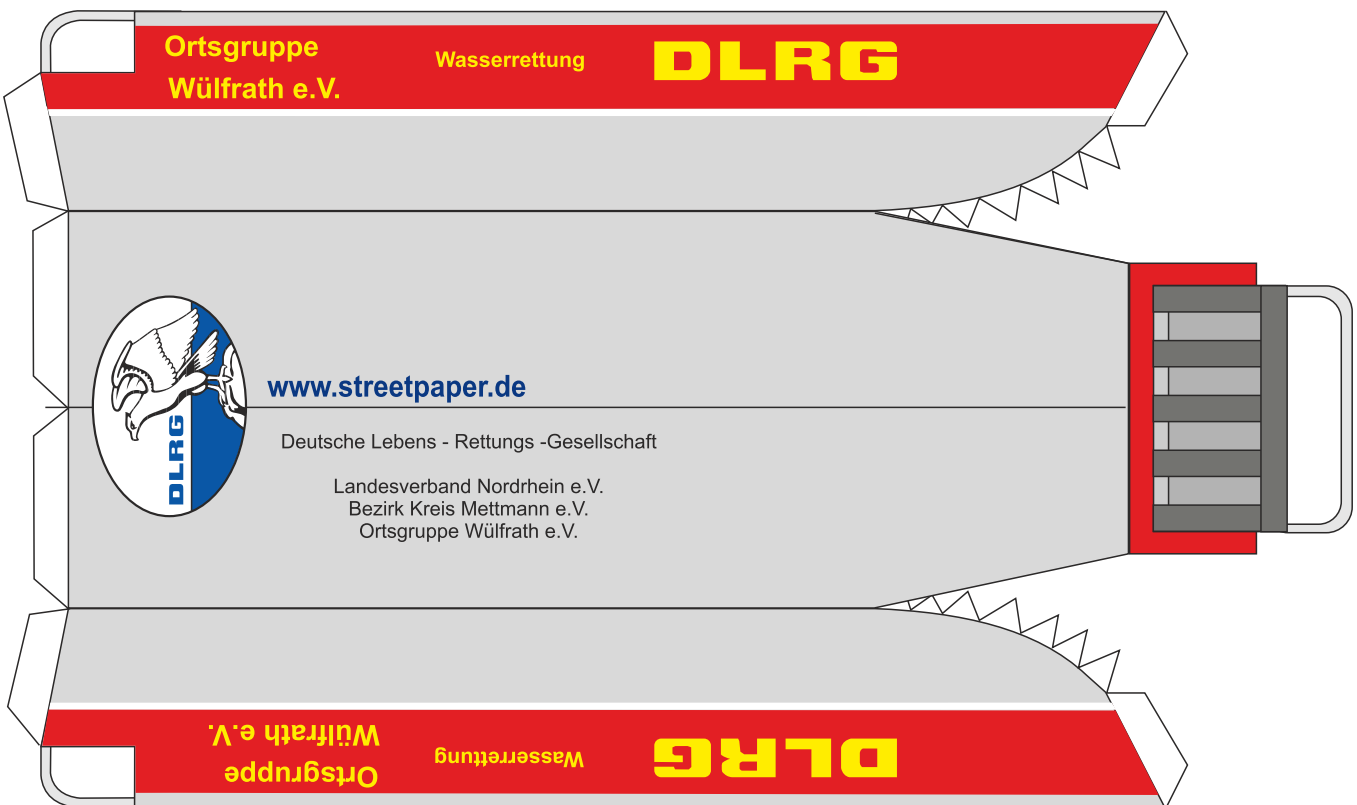 Ortsgruppe
Wülfrath e.V.
Wasserrettung
DLRG
DLRG
www.streetpaper.de
Deutsche Lebens - Rettungs -Gesellschaft
Landesverband Nordrhein e.V.
Bezirk Kreis Mettmann e.V.
Ortsgruppe Wülfrath e.V.
Ortsgruppe
Wülfrath e.V.
Wasserrettung
DLRG